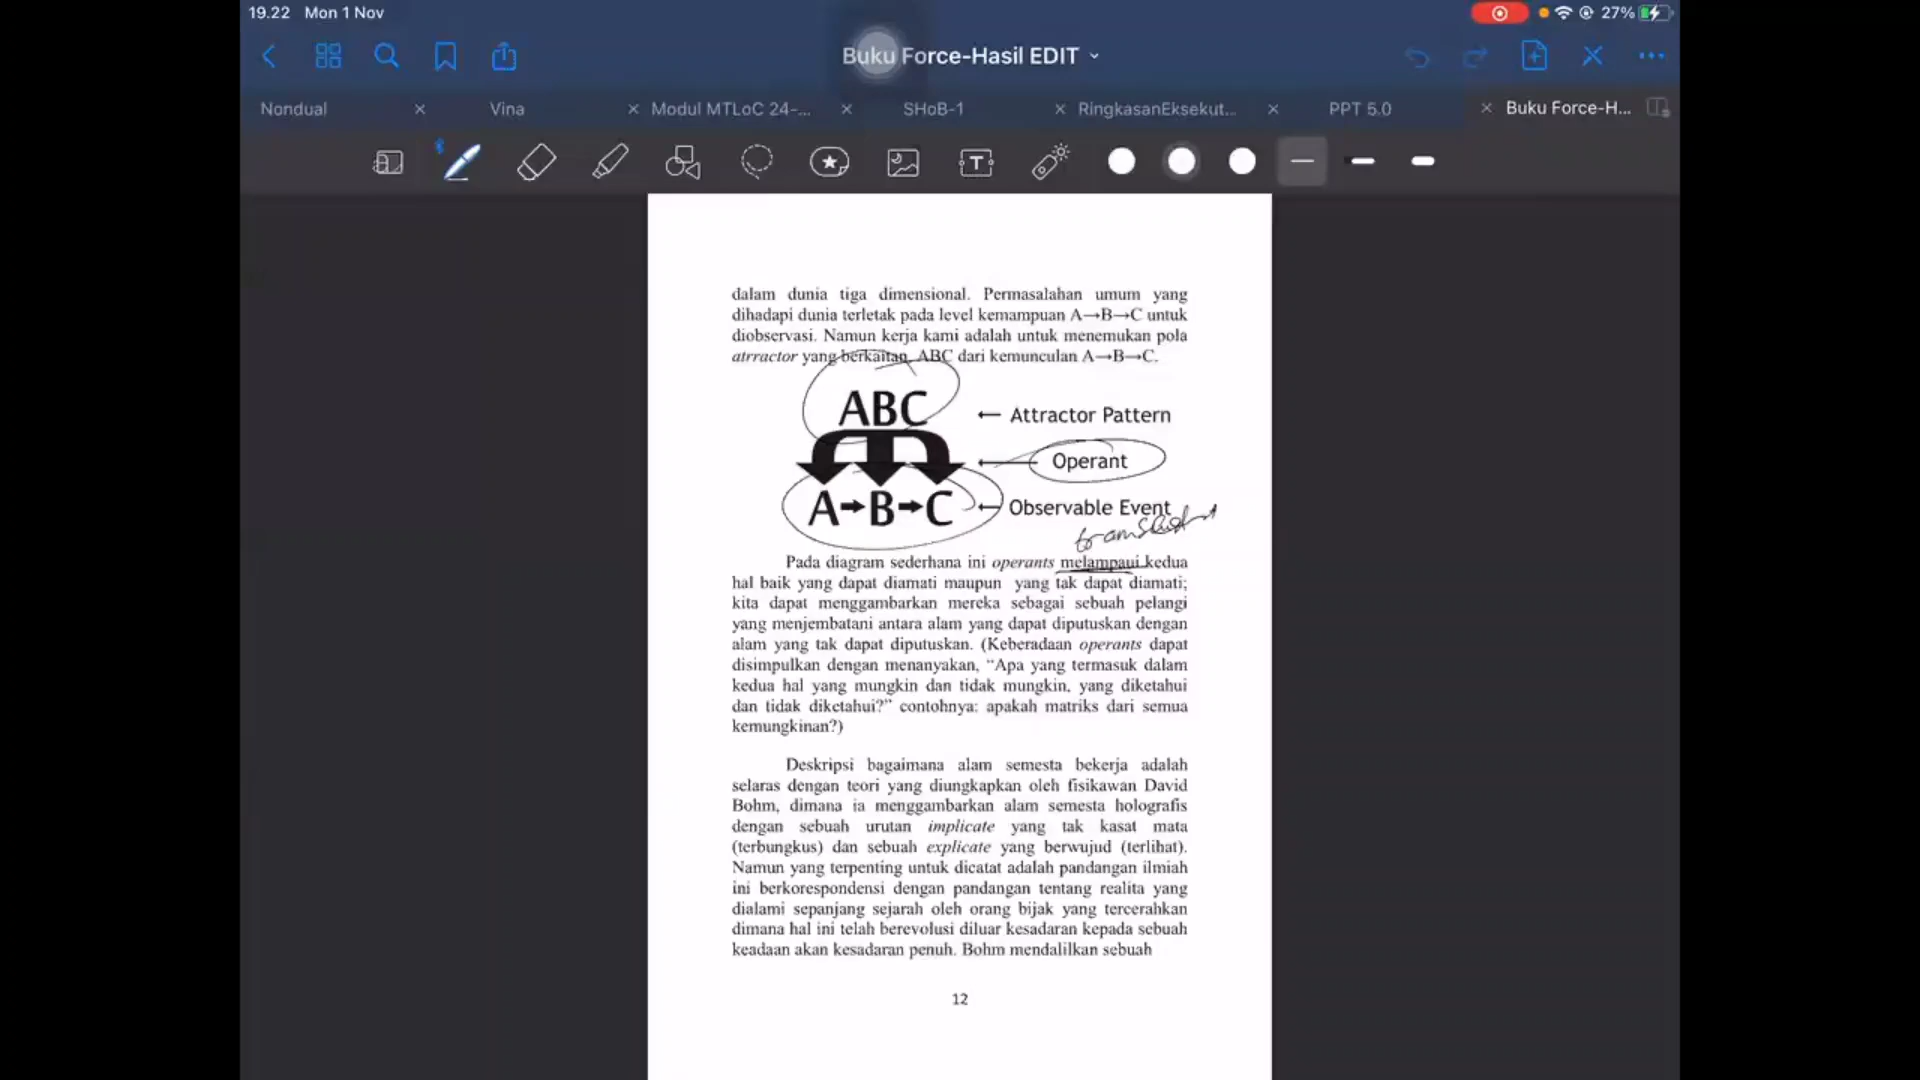 19.22 Mon 1 Nov
27%
Buku Force-Hasil EDIT
Nondual
Vina
Modul MTLoC 24-...
SHoB-1
RingkasanEksekut...
PPT 5.0
Buku Force-H...
dalam dunia tiga dimensional. Permasalahan umum yang
dihadapi dunia terletak pada level kemampuan A→B→C untuk
diobservasi. Namun kerja kami adalah untuk menemukan pola
atrractor yang berkaitan, ABC dari kemunculan A→B→C.
ABC
← Attractor Pattern
← Operant
A→B→C
← Observable Event
Pada diagram sederhana ini operants melampaui kedua
hal baik yang dapat diamati maupun yang tak dapat diamati;
kita dapat menggambarkan mereka sebagai sebuah pelangi
yang menjembatani antara alam yang dapat diputuskan dengan
alam yang tak dapat diputuskan. (Keberadaan operants dapat
disimpulkan dengan menanyakan, “Apa yang termasuk dalam
kedua hal yang mungkin dan tidak mungkin, yang diketahui
dan tidak diketahui?” contohnya: apakah matriks dari semua
kemungkinan?)
Deskripsi bagaimana alam semesta bekerja adalah
selaras dengan teori yang diungkapkan oleh fisikawan David
Bohm, dimana ia menggambarkan alam semesta holografis
dengan sebuah urutan implicate yang tak kasat mata
(terbungkus) dan sebuah explicate yang berwujud (terlihat).
Namun yang terpenting untuk dicatat adalah pandangan ilmiah
ini berkorespondensi dengan pandangan tentang realita yang
dialami sepanjang sejarah oleh orang bijak yang tercerahkan
dimana hal ini telah berevolusi diluar kesadaran kepada sebuah
keadaan akan kesadaran penuh. Bohm mendalilkan sebuah
12